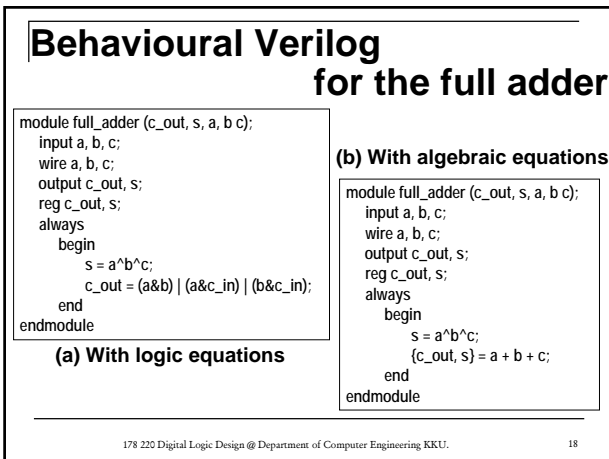 Behavioural Verilog
for the full adder
module full_adder (c_out, s, a, b c);
input a, b, c;
wire a, b, c;
output c_out, s;
reg c_out, s;
always
begin
s = a^b^c;
c_out = (a&b) | (a&c_in) | (b&c_in);
end
endmodule
(a) With logic equations
(b) With algebraic equations
module full_adder (c_out, s, a, b c);
input a, b, c;
wire a, b, c;
output c_out, s;
reg c_out, s;
always
begin
s = a^b^c;
{c_out, s} = a + b + c;
end
endmodule
178 220 Digital Logic Design @ Department of Computer Engineering KKU.
18